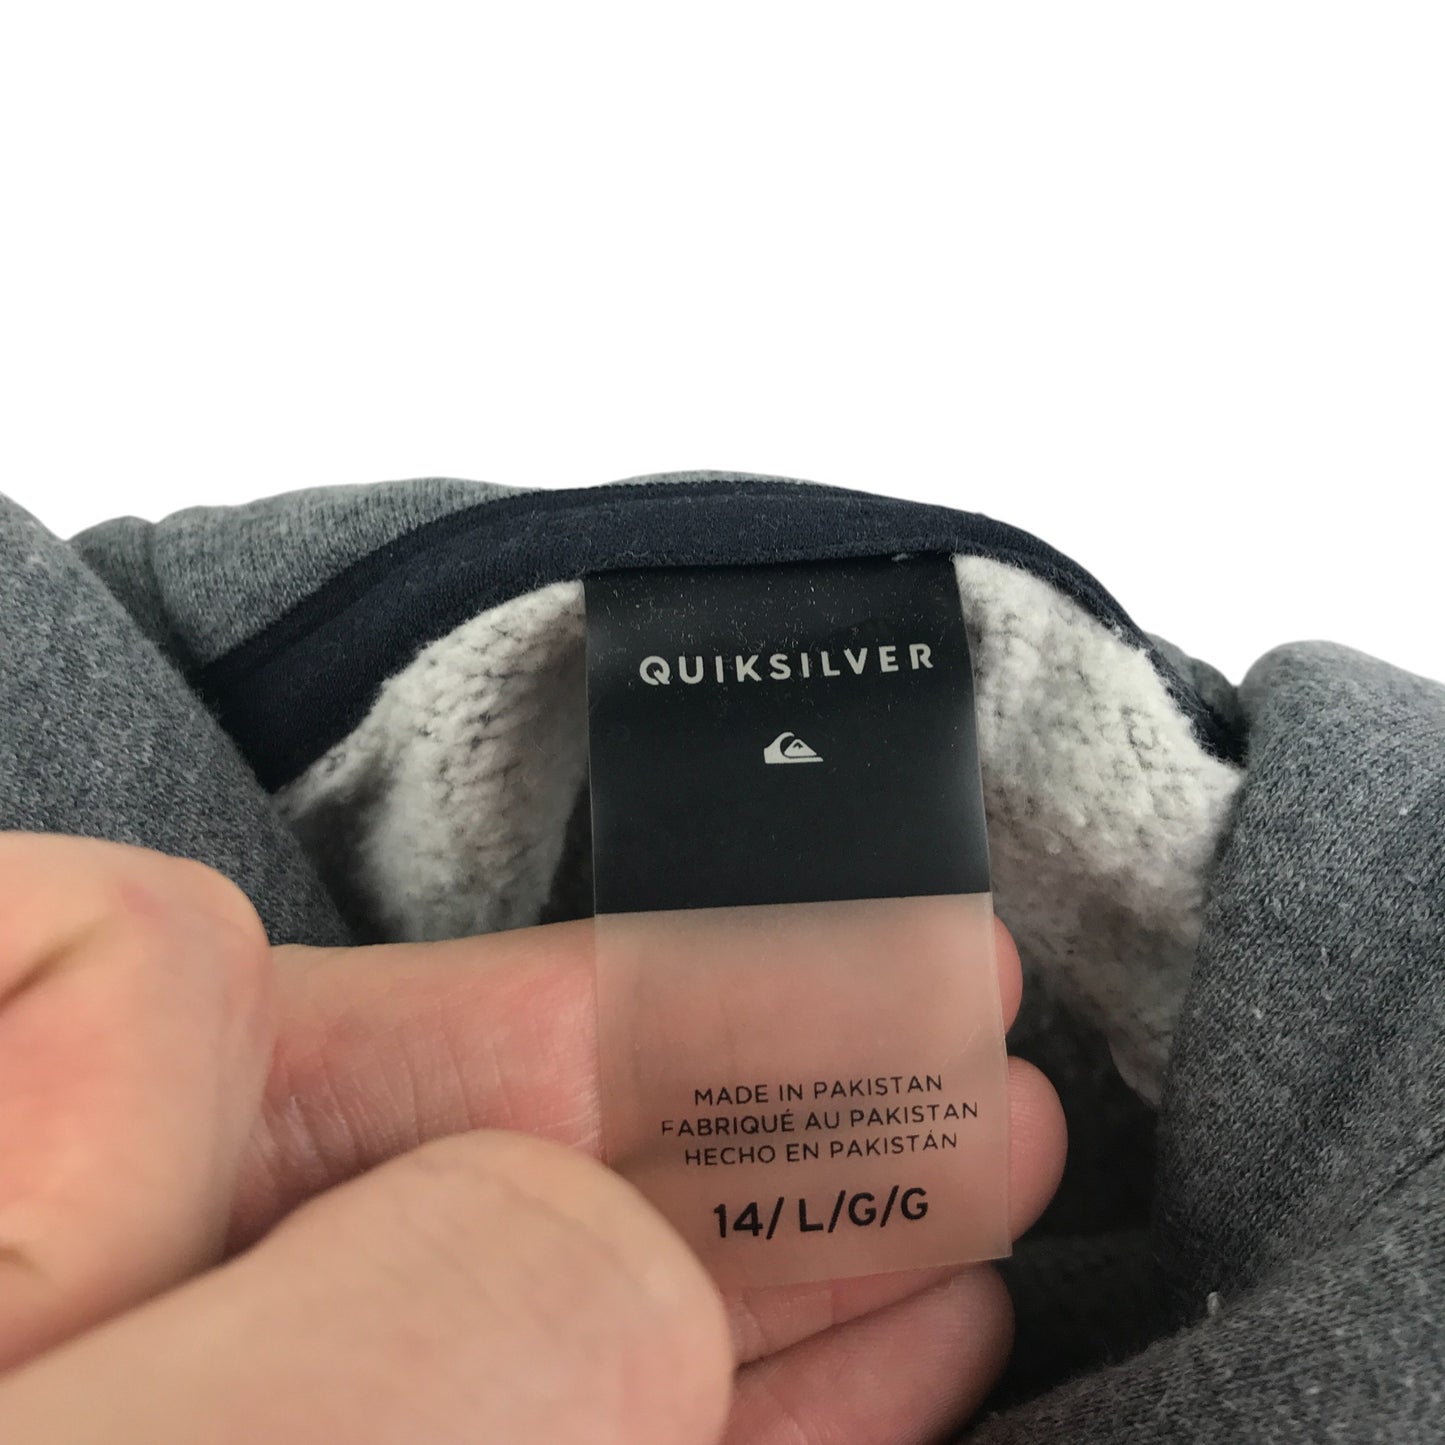 QUIKSILVER
MADE IN PAKISTAN
FABRIQUÉ AU PAKISTAN
HECHO EN PAKISTÁN
14/ L/G/G